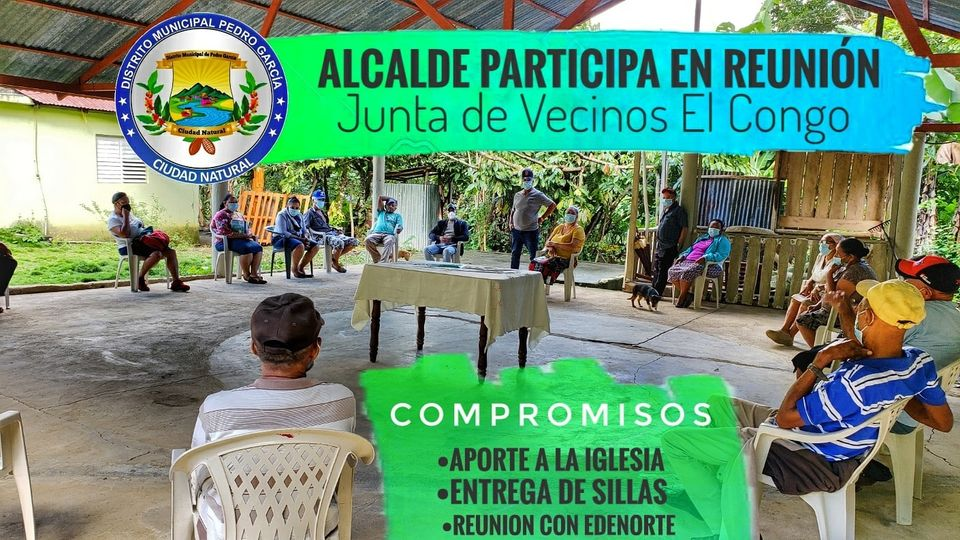 DISTRITO MUNICIPAL PEDRO GARCÍA
Distrito Municipal de Pedro García
Ciudad Natural
CIUDAD NATURAL
ALCALDE PARTICIPA EN REUNIÓN
Junta de Vecinos El Congo
COMPROMISOS
•APORTE A LA IGLESIA
•ENTREGA DE SILLAS
•REUNION CON EDENORTE